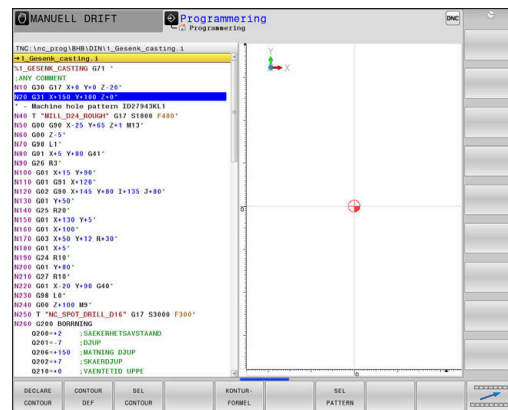 MANUELL DRIFT
Programmering
Programmering
DNC
TNC:\nc_prog\BHB\DIN\1_Gesenk_casting.i
→1_Gesenk_casting.i
%1_GESENK_CASTING G71 *
;ANY COMMENT
N10 G30 G17 X+0 Y+0 Z-20*
N20 G31 X+150 Y+100 Z+0*
* - Machine hole pattern ID27943KL1
N40 T "MILL_D24_ROUGH" G17 S1800 F400*
N50 G00 G90 X-25 Y+65 Z+1 M13*
N60 G00 Z-5*
N70 G98 L1*
N80 G01 X+5 Y+80 G41*
N90 G26 R3*
N100 G01 X+15 Y+90*
N110 G01 G91 X+120*
N120 G02 G90 X+145 Y+80 I+135 J+80*
N130 G01 Y+50*
N140 G25 R20*
N150 G01 X+130 Y+5*
N160 G01 X+100*
N170 G03 X+50 Y+12 R+30*
N180 G01 X+5*
N190 G24 R10*
N200 G01 Y+80*
N210 G27 R10*
N220 G01 X-20 Y+90 G40*
N230 G98 L0*
N240 G00 Z+100 M9*
N250 T "NC_SPOT_DRILL_D16" G17 S3000 F300*
N260 G200 BORRNING
Q200=+2 ;SAEKERHETSAVSTAAND
Q201=-7 ;DJUP
Q206=+150 ;MATNING DJUP
Q202=+7 ;SKAERDJUP
Q210=+0 ;VAENTETID UPPE
Y
X
0
0
DECLARE CONTOUR
CONTOUR DEF
SEL CONTOUR
KONTUR-FORMEL
SEL PATTERN